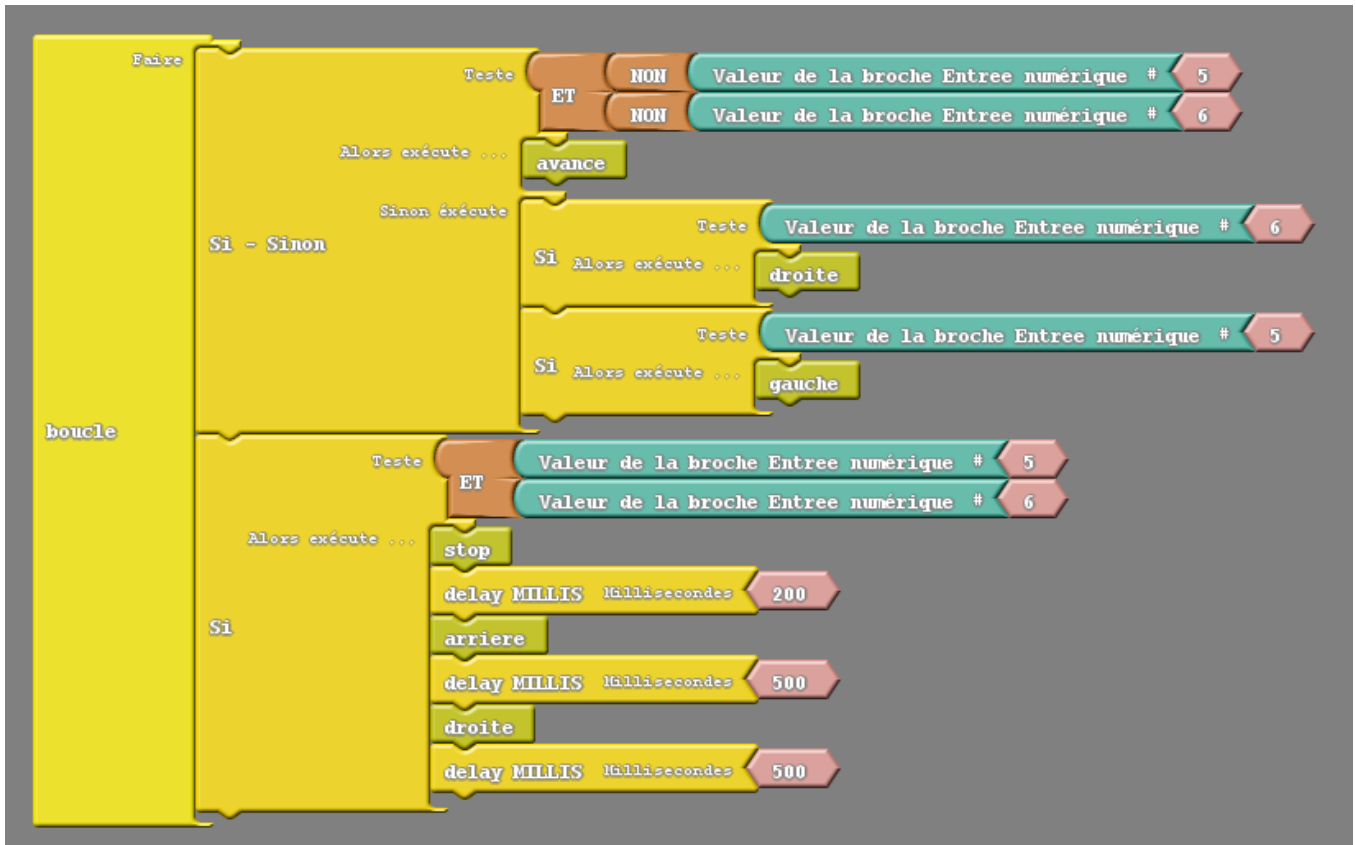 Faire
Teste
ET
NON Valeur de la broche Entree numérique # 5
NON Valeur de la broche Entree numérique # 6
Alors exécute ...
avance
Sinon éxécute
Si - Sinon
Teste Valeur de la broche Entree numérique # 6
Si Alors exécute ...
droite
Teste Valeur de la broche Entree numérique # 5
Si Alors exécute ...
gauche
boucle
Teste
ET
Valeur de la broche Entree numérique # 5
Valeur de la broche Entree numérique # 6
Alors exécute ...
stop
delay MILLIS Millisecondes 200
Si
arriere
delay MILLIS Millisecondes 500
droite
delay MILLIS Millisecondes 500